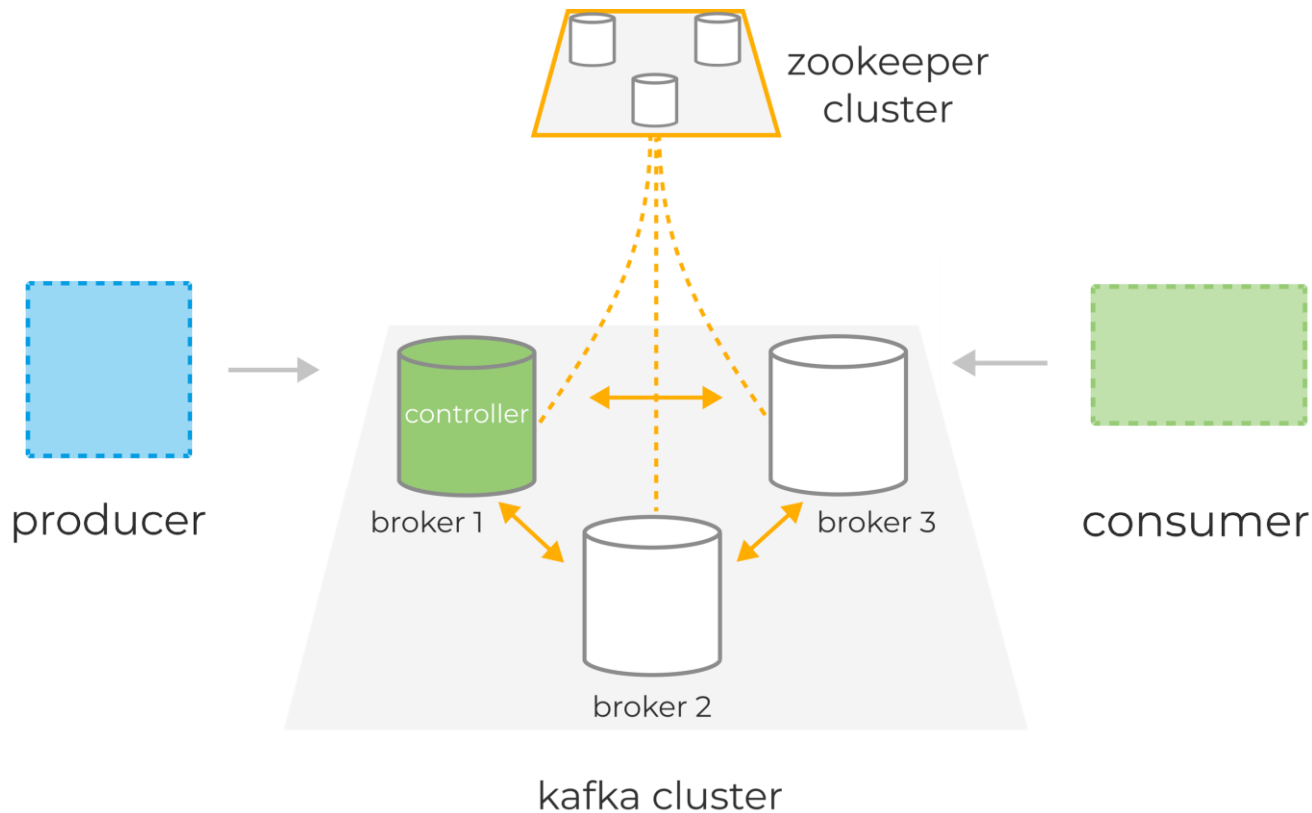 zookeeper
cluster
controller
producer
broker 1
broker 3
consumer
broker 2
kafka cluster